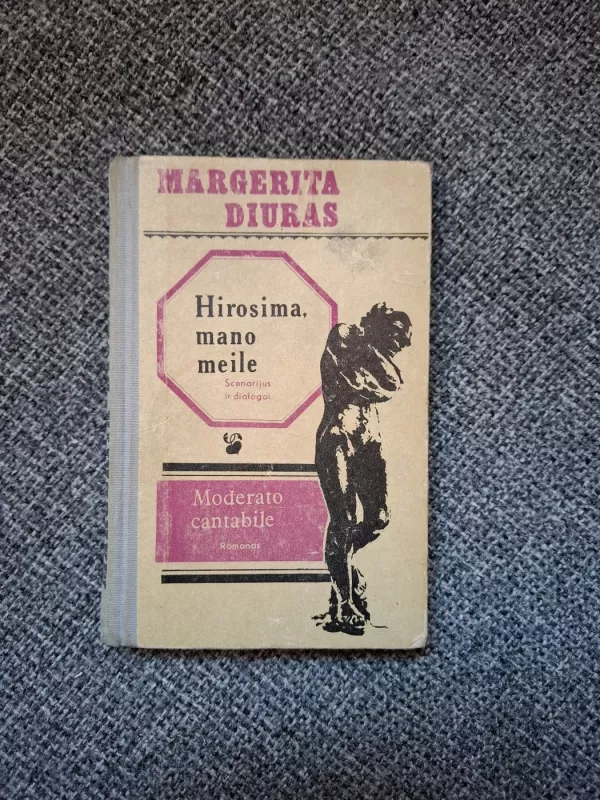 MARGERITA
DIURAS
Hirosima,
mano
meile
Scenarijus
ir dialogai
Moderato
cantabile
Romanas